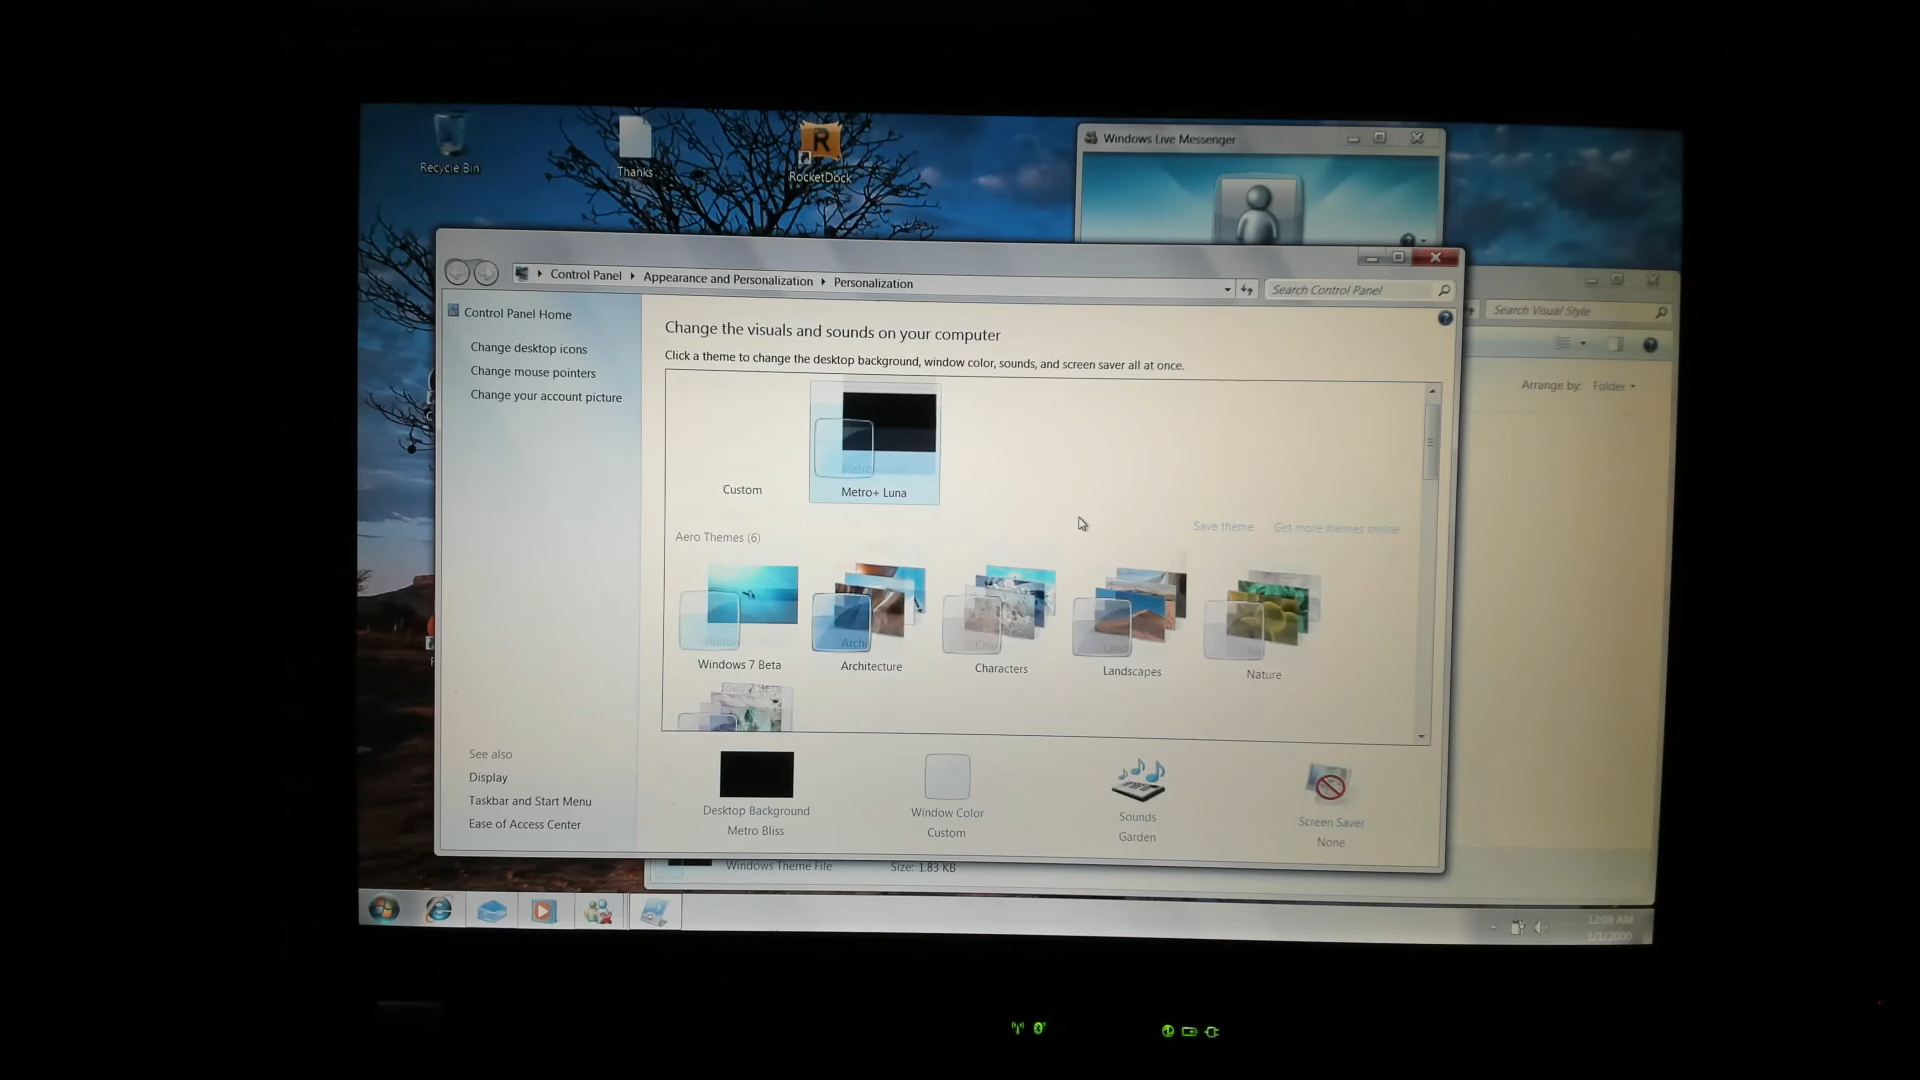 Recycle Bin
Thanks
RocketDock
Windows Live Messenger
Control Panel
Appearance and Personalization
Personalization
Search Control Panel
Search Visual Style
Control Panel Home
Change desktop icons
Change mouse pointers
Change your account picture
Change the visuals and sounds on your computer
Click a theme to change the desktop background, window color, sounds, and screen saver all at once.
Arrange by: Folder
Custom
Metro+ Luna
Save theme
Get more themes online
Aero Themes (6)
Windows 7 Beta
Architecture
Characters
Landscapes
Nature
See also
Display
Taskbar and Start Menu
Ease of Access Center
Desktop Background
Metro Bliss
Window Color
Custom
Sounds
Garden
Screen Saver
None
Windows Theme File
Size: 1.83 KB
12:09 AM
1/1/2000